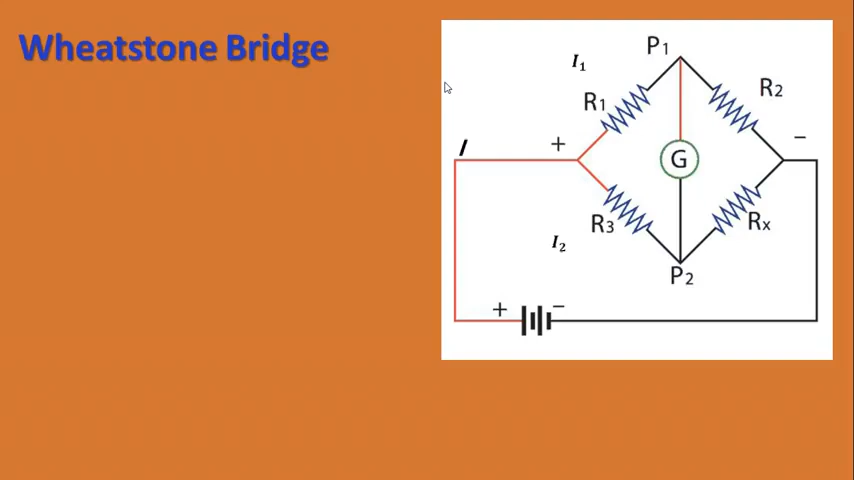 Wheatstone Bridge
P1
I1
R1
R2
I
+
−
G
R3
Rx
I2
P2
+
−